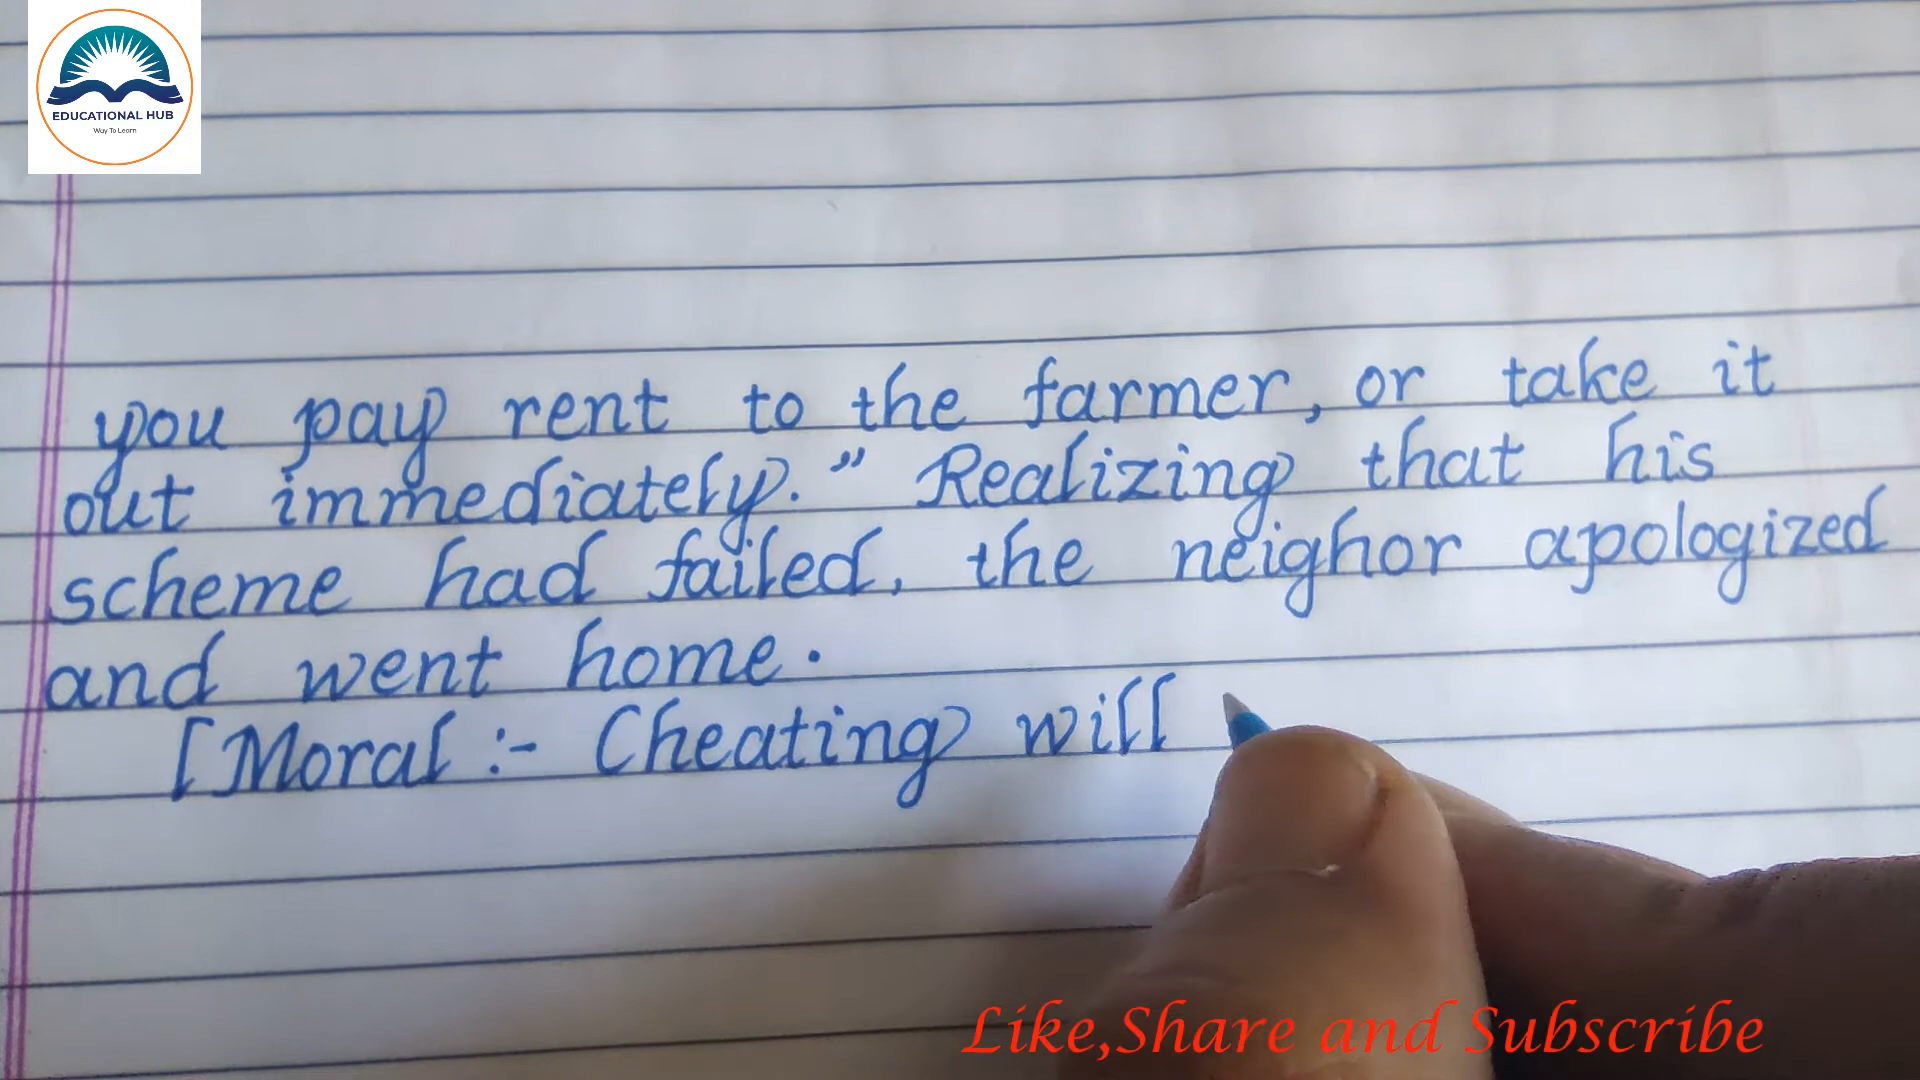 EDUCATIONAL HUB
Way To Learn
you pay rent to the farmer, or take it
out immediately.” Realizing that his
scheme had failed, the neighor apologized
and went home.
[Moral :- Cheating will
Like,Share and Subscribe